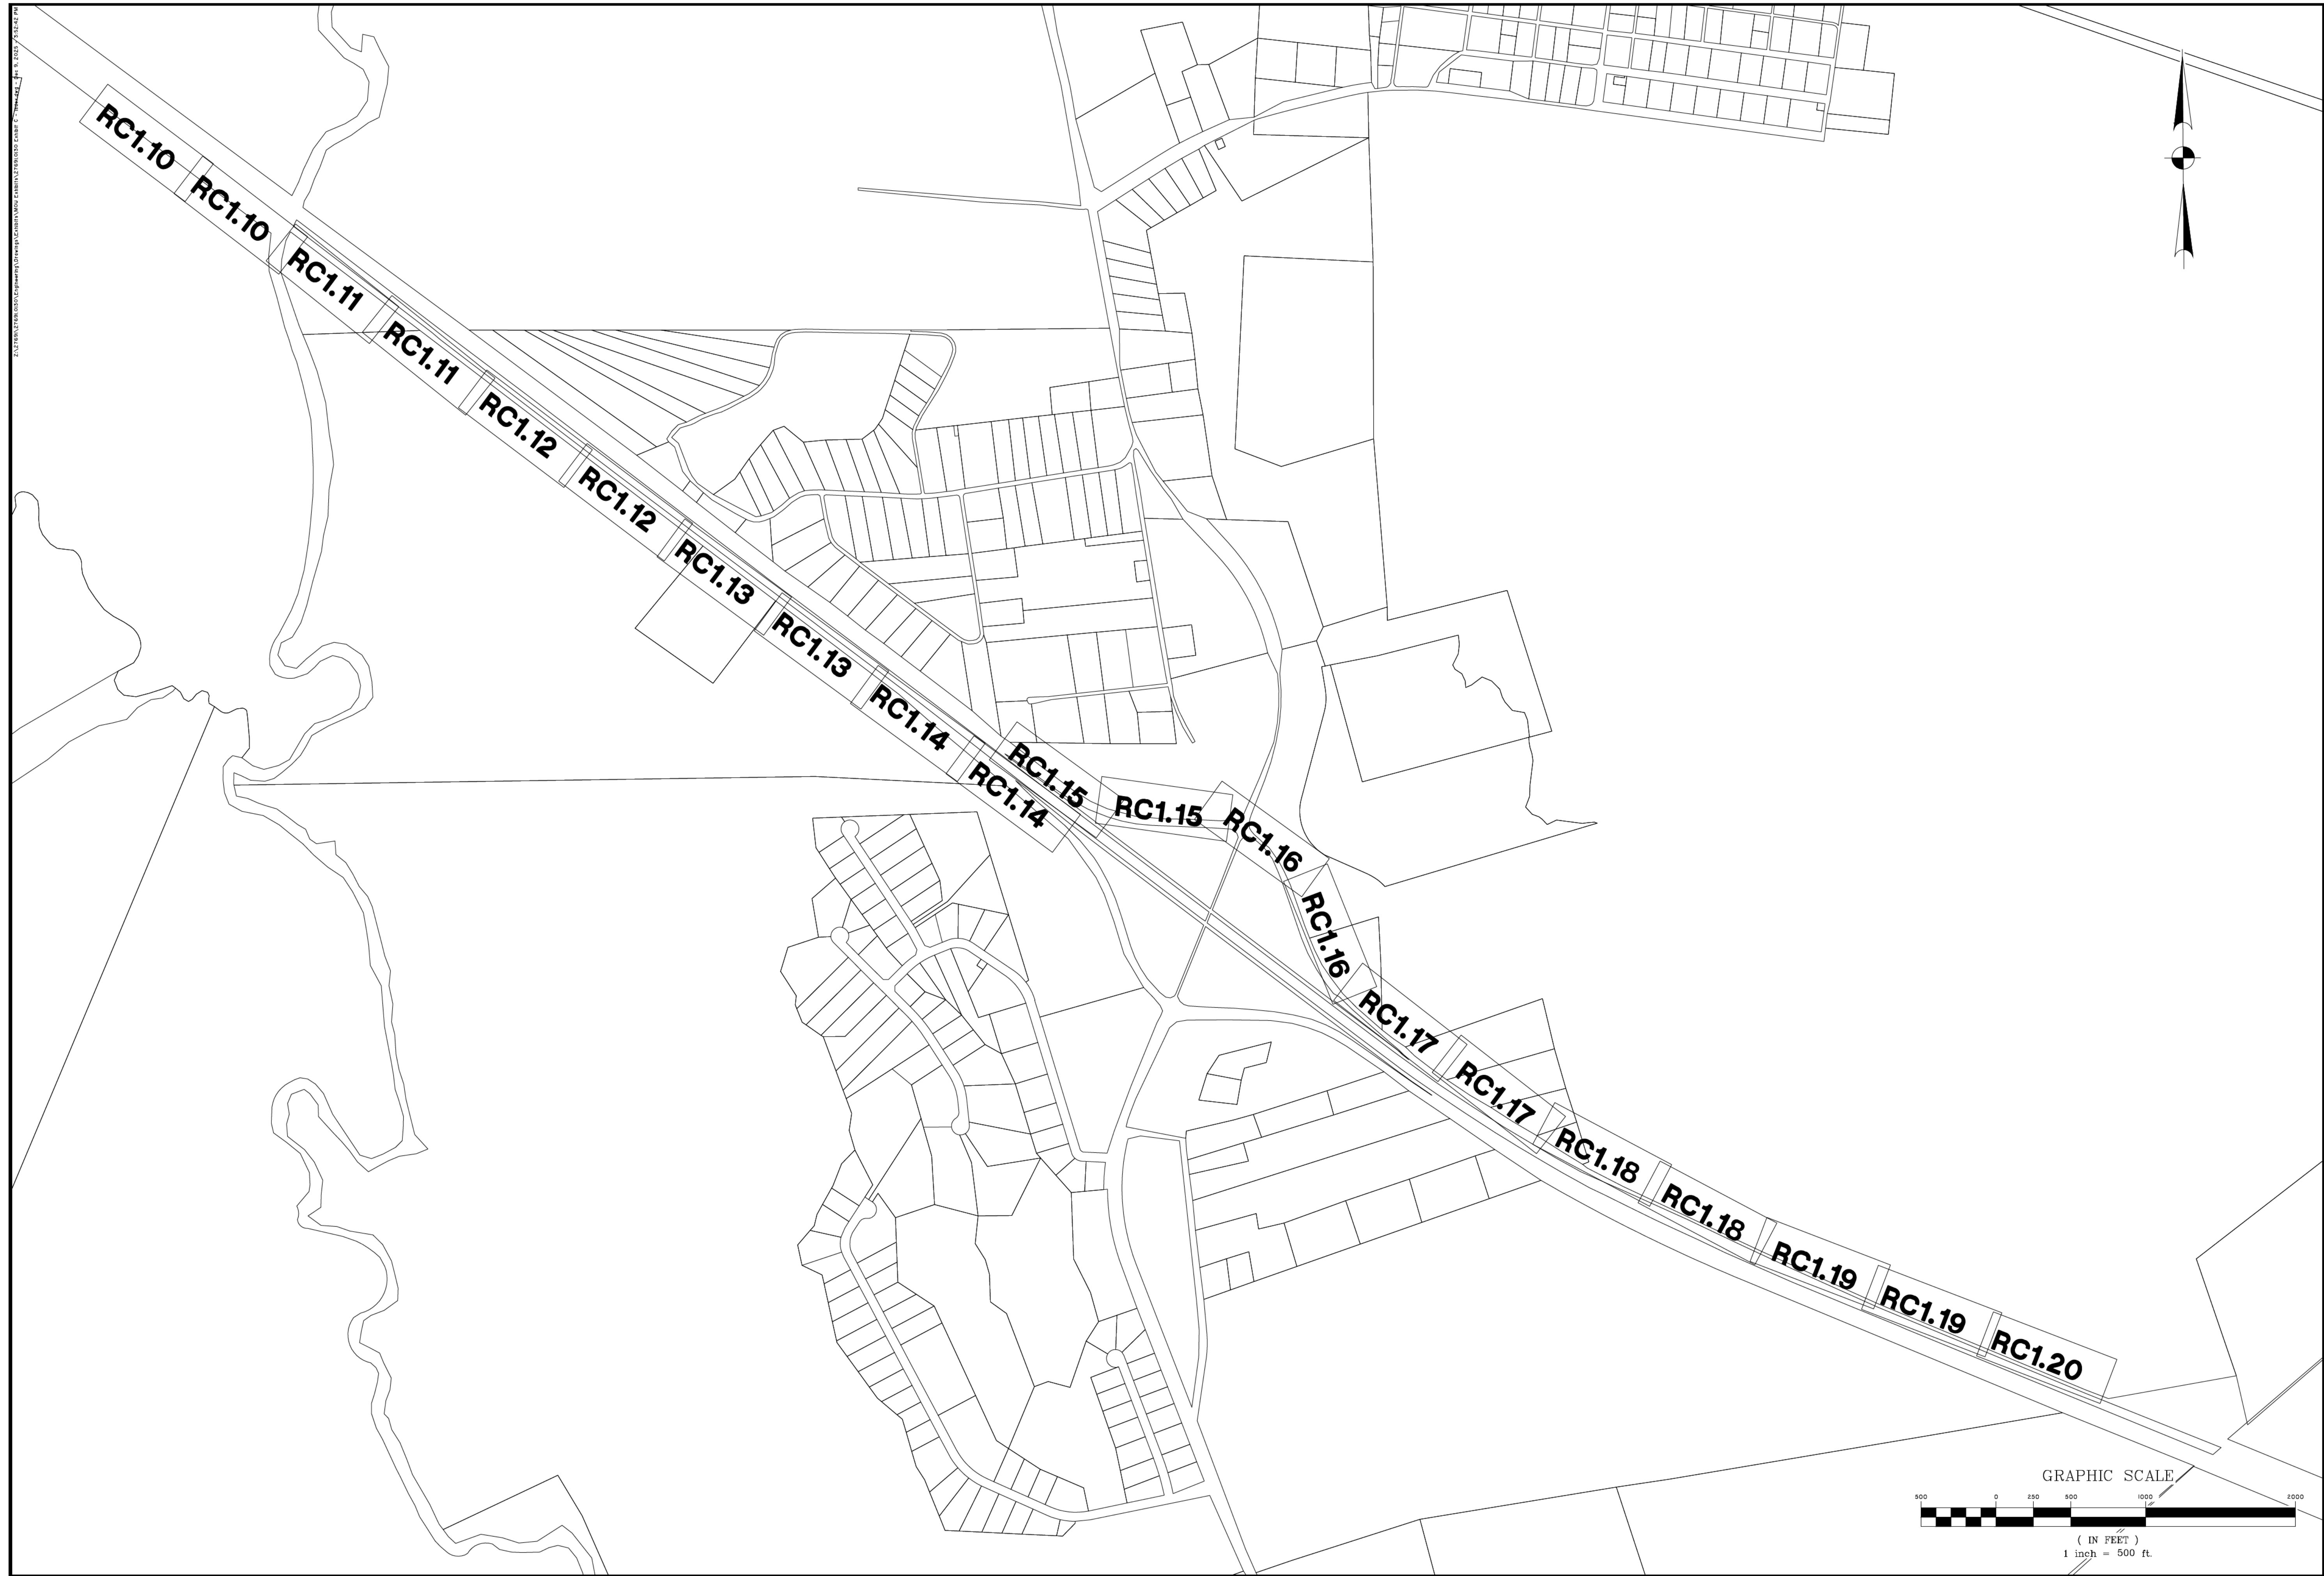 RC1.10
RC1.10
RC1.11
RC1.11
RC1.12
RC1.12
RC1.13
RC1.13
RC1.14
RC1.14
RC1.15
RC1.15
RC1.16
RC1.16
RC1.17
RC1.17
RC1.18
RC1.18
RC1.19
RC1.19
RC1.20
GRAPHIC SCALE
500 0 250 500 1000 2000
( IN FEET )
1 inch = 500 ft.